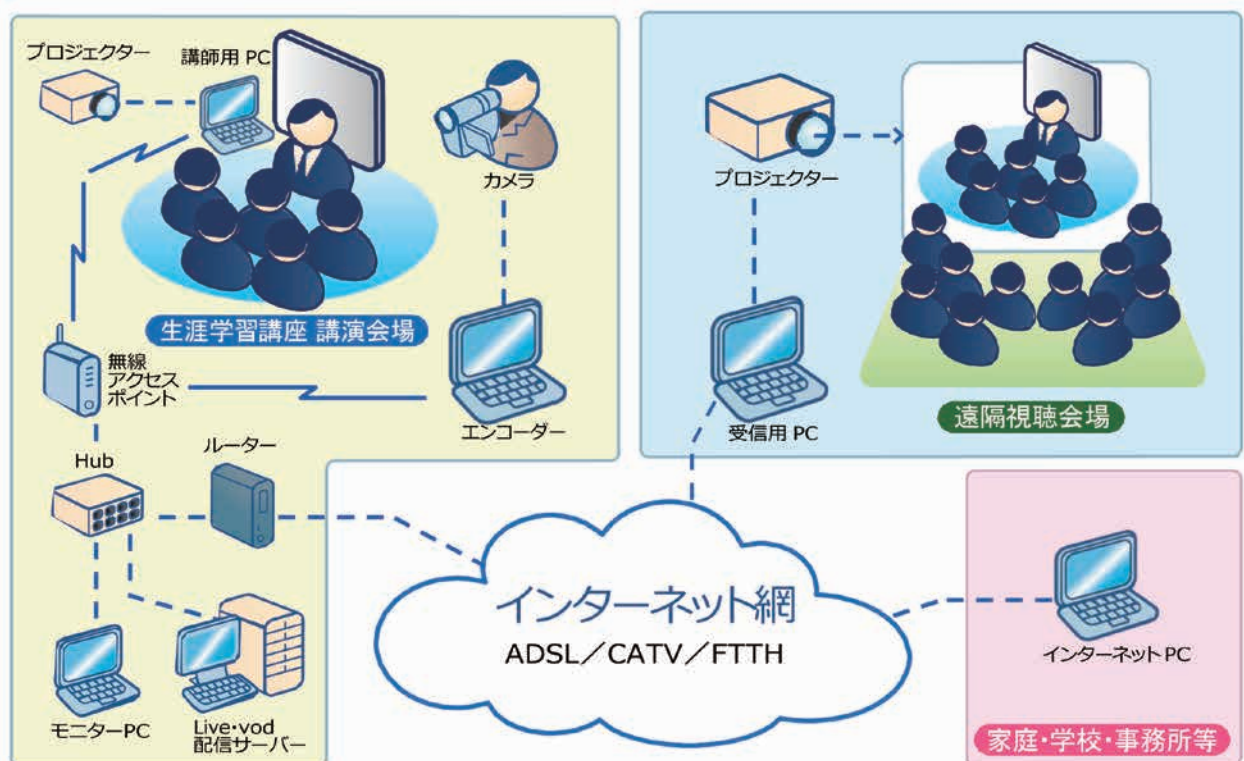 プロジェクター
講師用 PC
カメラ
生涯学習講座 講演会場
無線
アクセス
ポイント
エンコーダー
Hub
ルーター
モニターPC
Live・vod
配信サーバー
プロジェクター
受信用 PC
遠隔視聴会場
インターネット網
ADSL／CATV／FTTH
インターネット PC
家庭・学校・事務所等